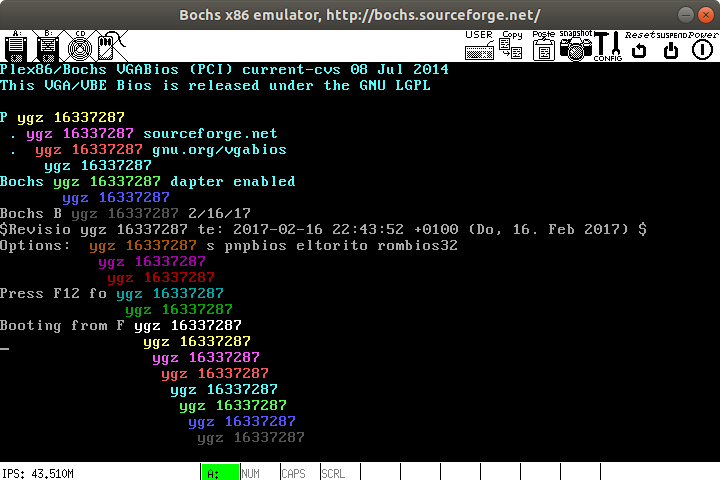 Bochs x86 emulator, http://bochs.sourceforge.net/
A: B: CD USER Copy Paste Snapshot CONFIG Reset SUSPEND Power
Plex86/Bochs VGABios (PCI) current-cvs 08 Jul 2014
This VGA/VBE Bios is released under the GNU LGPL
P ygz 16337287
. ygz 16337287 sourceforge.net
. ygz 16337287 gnu.org/vgabios
ygz 16337287
Bochs ygz 16337287 dapter enabled
ygz 16337287
Bochs B ygz 16337287 2/16/17
$Revisio ygz 16337287 te: 2017-02-16 22:43:52 +0100 (Do, 16. Feb 2017) $
Options: ygz 16337287 s pnpbios eltorito rombios32
ygz 16337287
ygz 16337287
Press F12 fo ygz 16337287
ygz 16337287
Booting from F ygz 16337287
ygz 16337287
ygz 16337287
ygz 16337287
ygz 16337287
ygz 16337287
ygz 16337287
ygz 16337287
IPS: 43.510M A: NUM CAPS SCRL